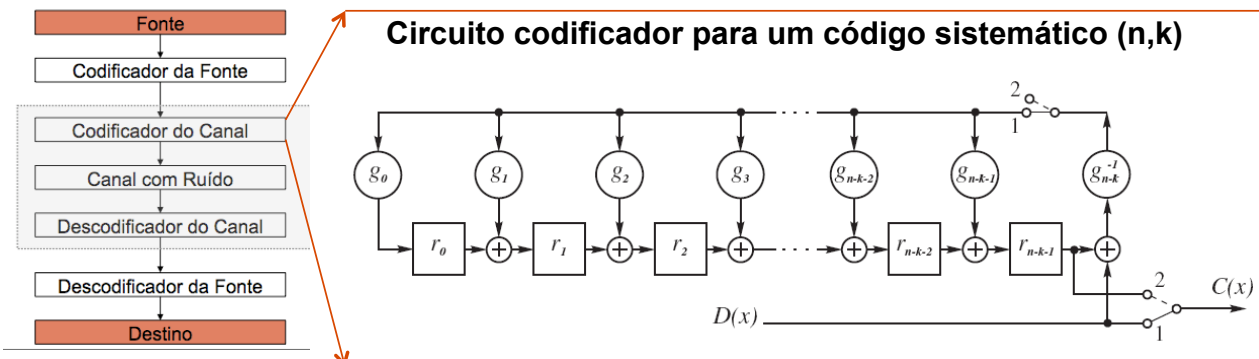 Fonte
Codificador da Fonte
Codificador do Canal
Canal com Ruído
Descodificador do Canal
Descodificador da Fonte
Destino
Circuito codificador para um código sistemático (n,k)
2
1
g₀ g₁ g₂ g₃ gₙ₋ₖ₋₂ gₙ₋ₖ₋₁ gₙ₋ₖ⁻¹
r₀ r₁ r₂ rₙ₋ₖ₋₂ rₙ₋ₖ₋₁
2
D(x) C(x)
1